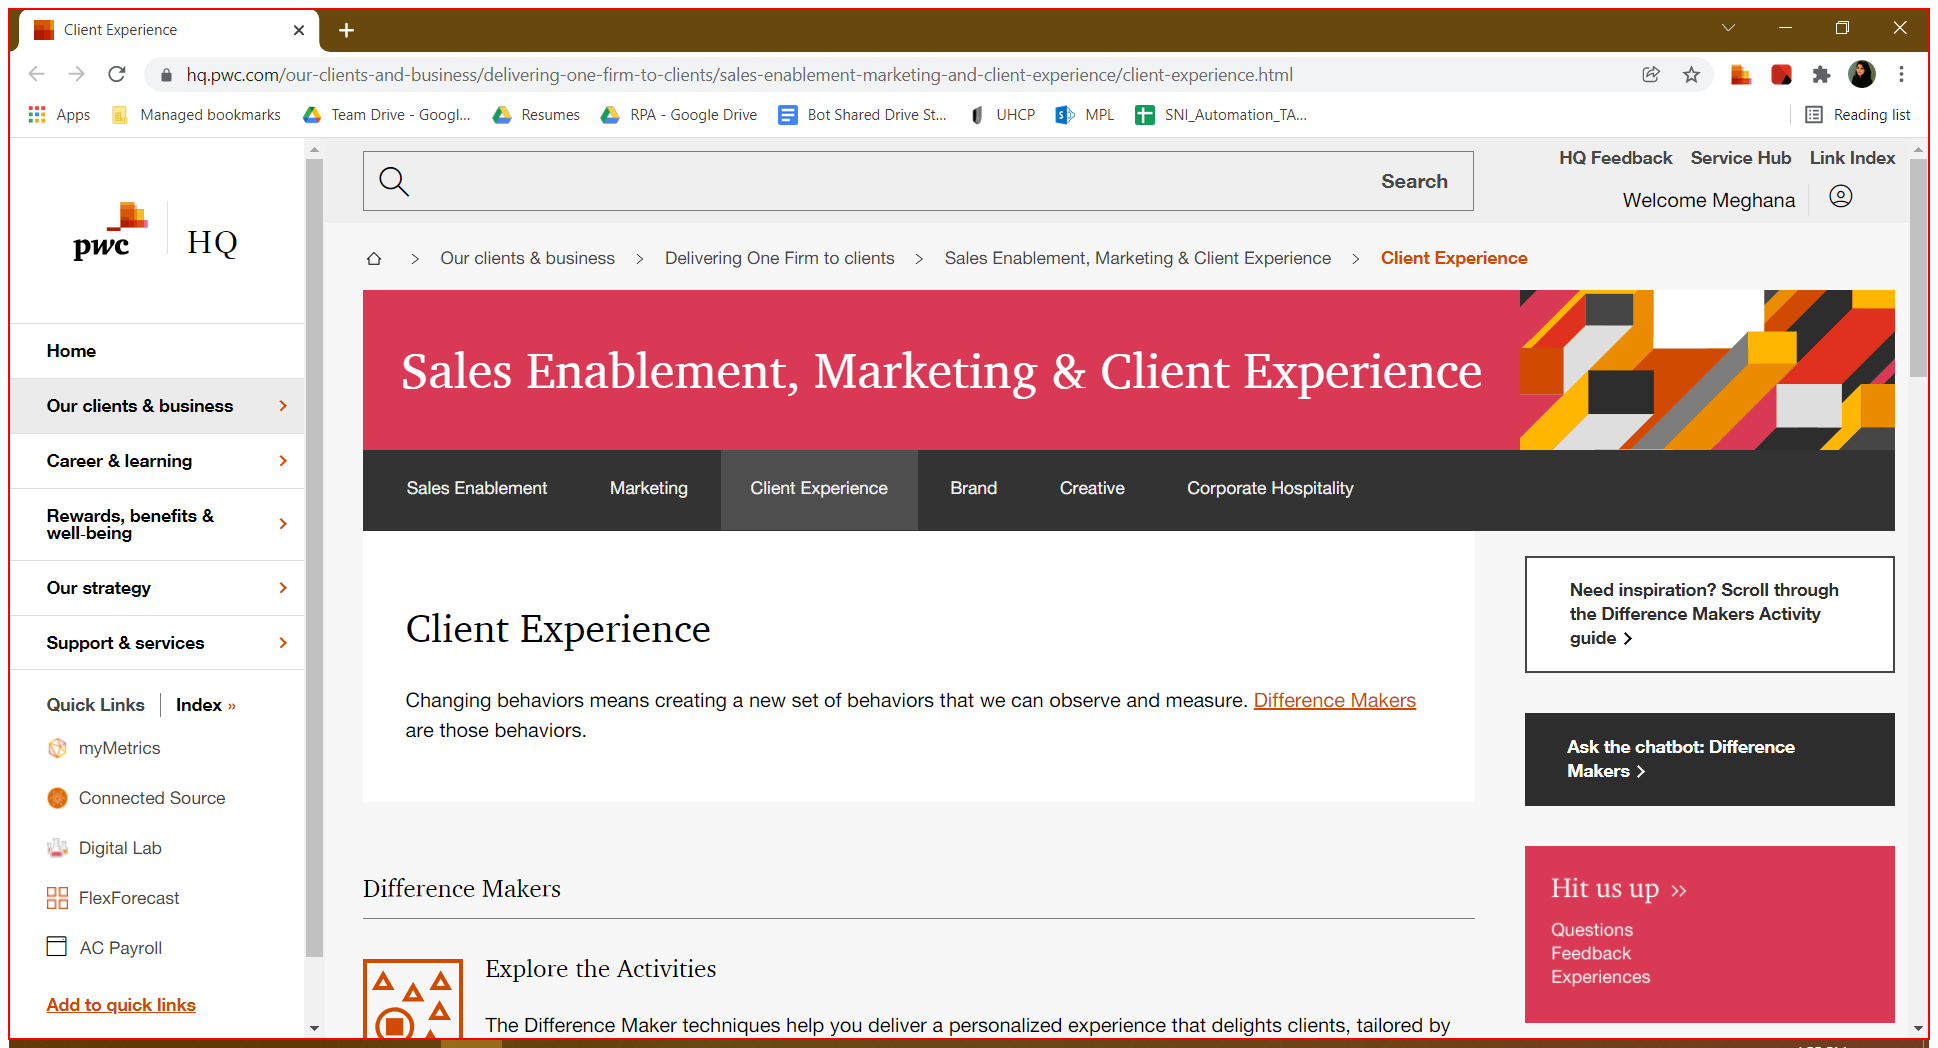 Client Experience
hq.pwc.com/our-clients-and-business/delivering-one-firm-to-clients/sales-enablement-marketing-and-client-experience/client-experience.html
Apps Managed bookmarks Team Drive - Googl... Resumes RPA - Google Drive Bot Shared Drive St... UHCP MPL SNI_Automation_TA... Reading list
pwc HQ
Home
Our clients & business
Career & learning
Rewards, benefits &
well-being
Our strategy
Support & services
Quick Links Index »
myMetrics
Connected Source
Digital Lab
FlexForecast
AC Payroll
Add to quick links
Search
HQ Feedback Service Hub Link Index
Welcome Meghana
> Our clients & business > Delivering One Firm to clients > Sales Enablement, Marketing & Client Experience > Client Experience
Sales Enablement, Marketing & Client Experience
Sales Enablement Marketing Client Experience Brand Creative Corporate Hospitality
Client Experience
Changing behaviors means creating a new set of behaviors that we can observe and measure. Difference Makers
are those behaviors.
Difference Makers
Explore the Activities
The Difference Maker techniques help you deliver a personalized experience that delights clients, tailored by
Need inspiration? Scroll through
the Difference Makers Activity
guide >
Ask the chatbot: Difference
Makers >
Hit us up »
Questions
Feedback
Experiences